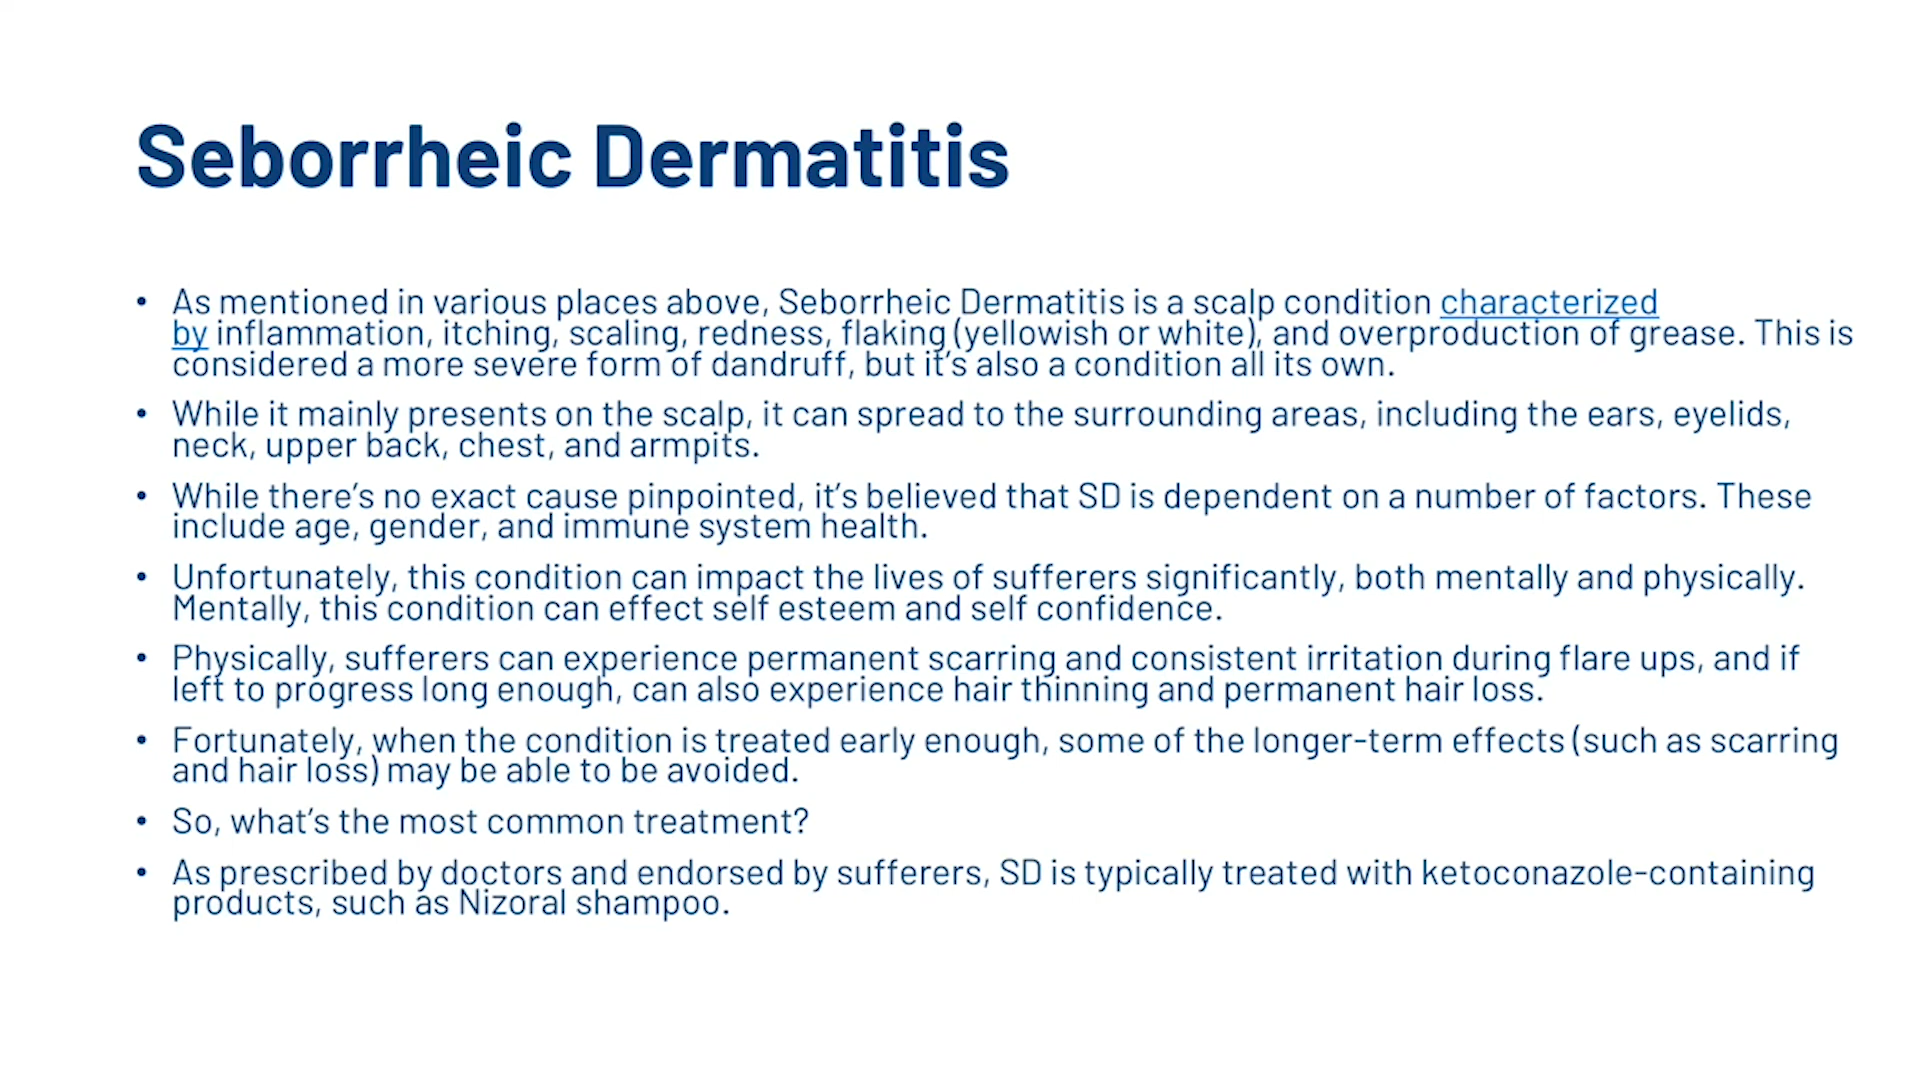 Seborrheic Dermatitis
• As mentioned in various places above, Seborrheic Dermatitis is a scalp condition characterized
by inflammation, itching, scaling, redness, flaking (yellowish or white), and overproduction of grease. This is
considered a more severe form of dandruff, but it's also a condition all its own.
• While it mainly presents on the scalp, it can spread to the surrounding areas, including the ears, eyelids,
neck, upper back, chest, and armpits.
• While there's no exact cause pinpointed, it's believed that SD is dependent on a number of factors. These
include age, gender, and immune system health.
• Unfortunately, this condition can impact the lives of sufferers significantly, both mentally and physically.
Mentally, this condition can effect self esteem and self confidence.
• Physically, sufferers can experience permanent scarring and consistent irritation during flare ups, and if
left to progress long enough, can also experience hair thinning and permanent hair loss.
• Fortunately, when the condition is treated early enough, some of the longer-term effects (such as scarring
and hair loss) may be able to be avoided.
• So, what's the most common treatment?
• As prescribed by doctors and endorsed by sufferers, SD is typically treated with ketoconazole-containing
products, such as Nizoral shampoo.